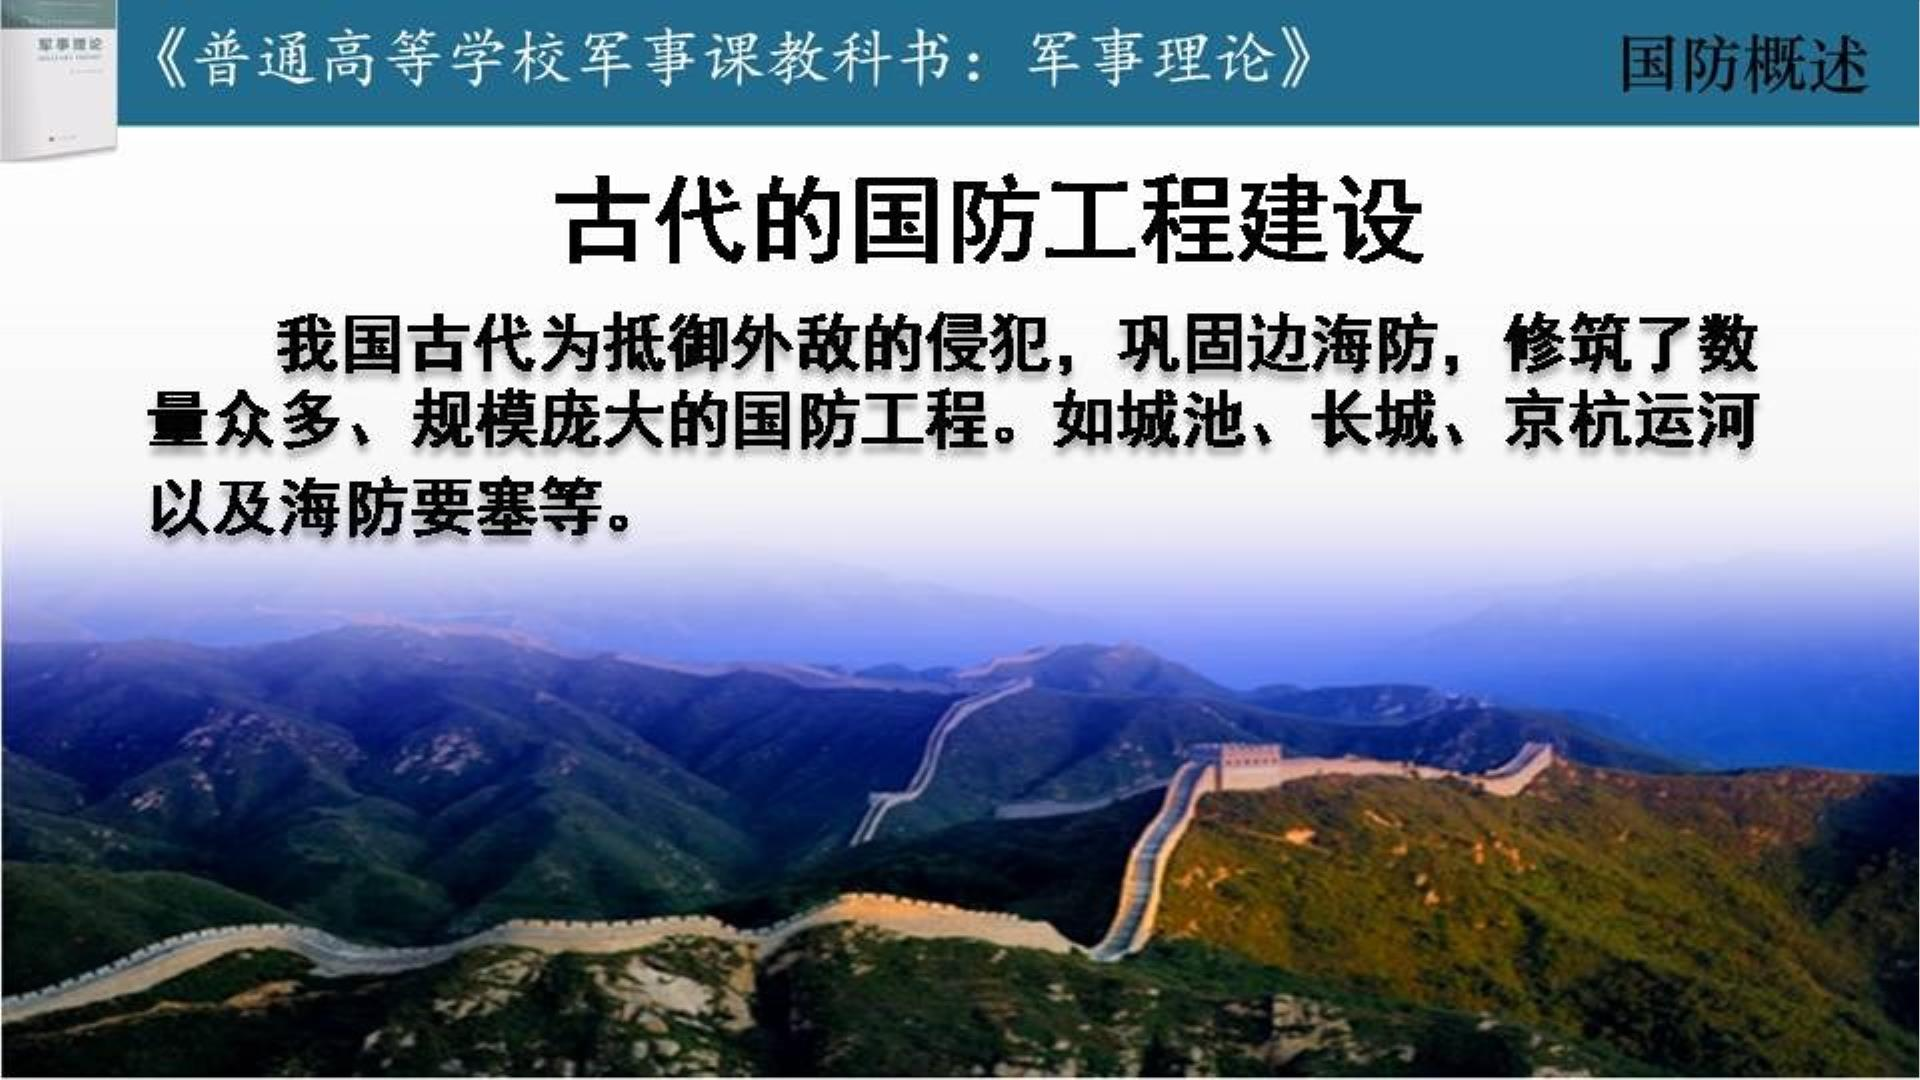 军事理论
《普通高等学校军事课教科书：军事理论》
国防概述
古代的国防工程建设
我国古代为抵御外敌的侵犯，巩固边海防，修筑了数
量众多、规模庞大的国防工程。如城池、长城、京杭运河
以及海防要塞等。